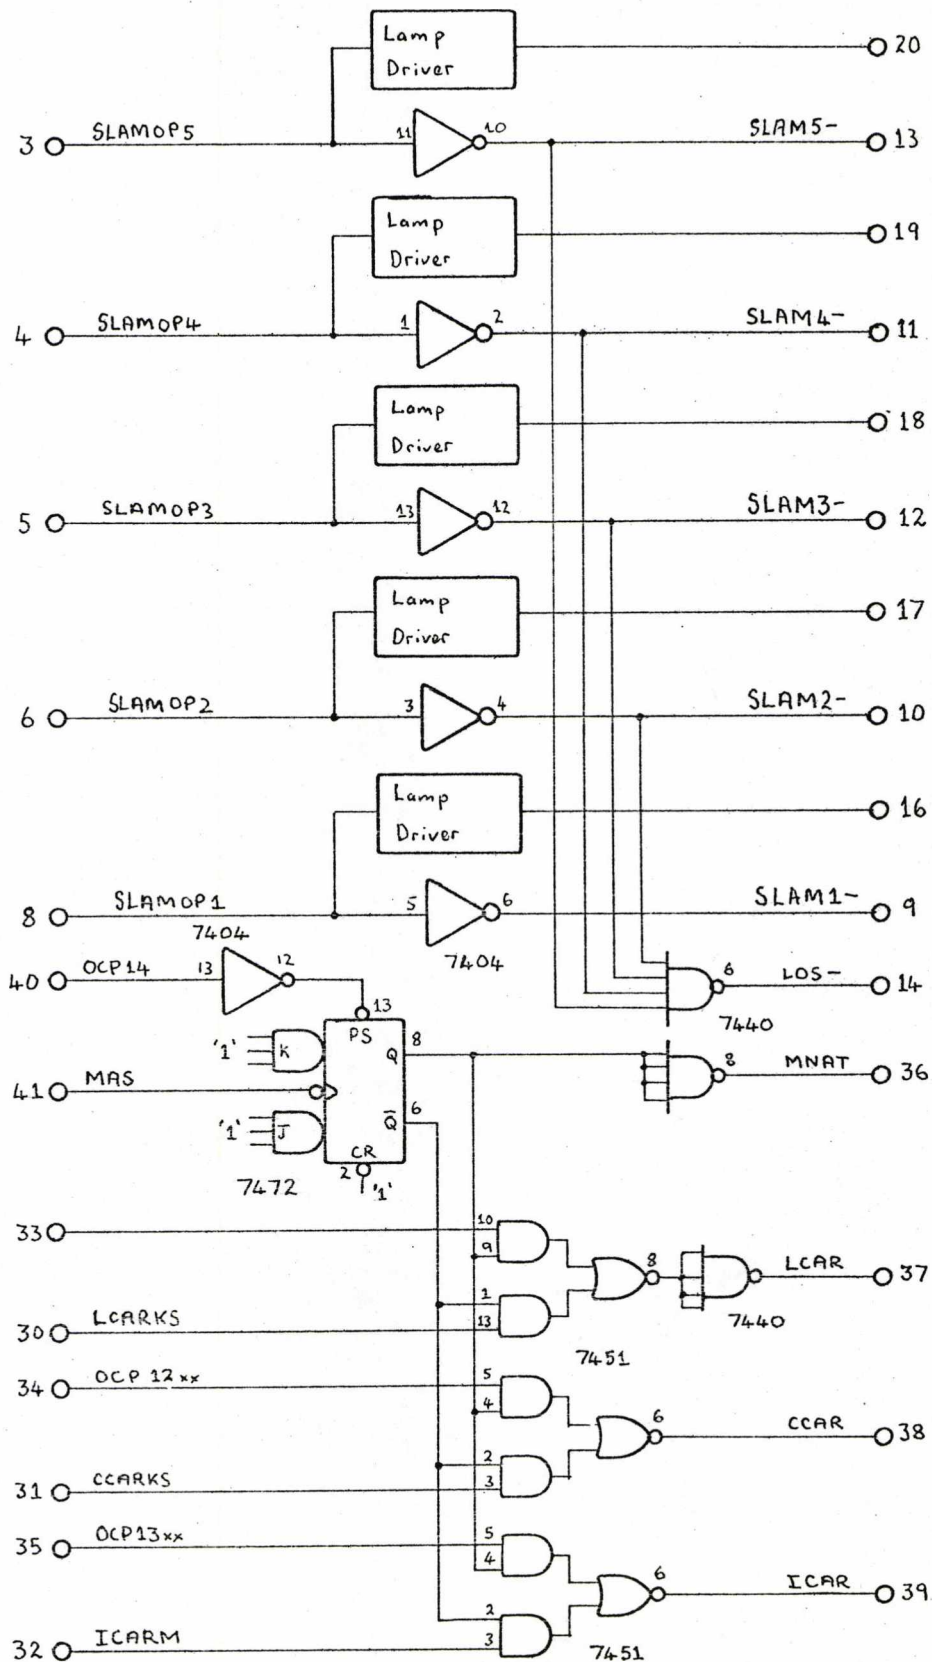 Lamp
Driver
20
3
SLAMOP5
11
10
SLAM5-
13
Lamp
Driver
19
4
SLAMOP4
1
2
SLAM4-
11
Lamp
Driver
18
5
SLAMOP3
13
12
SLAM3-
12
Lamp
Driver
17
6
SLAMOP2
3
4
SLAM2-
10
Lamp
Driver
16
8
SLAMOP1
5
6
SLAM1-
9
7404
7404
40
OCP14
13
12
13
6
LOS-
14
7440
PS
'1'
K
Q
8
8
MNAT
36
41
MAS
'1'
J
Q̅
6
CR
2
'1'
7472
33
10
9
8
LCAR
37
1
13
30
LCARKS
7440
7451
34
OCP 12xx
5
4
6
CCAR
38
2
3
31
CCARKS
35
OCP13xx
5
4
6
ICAR
39
2
3
32
ICARM
7451